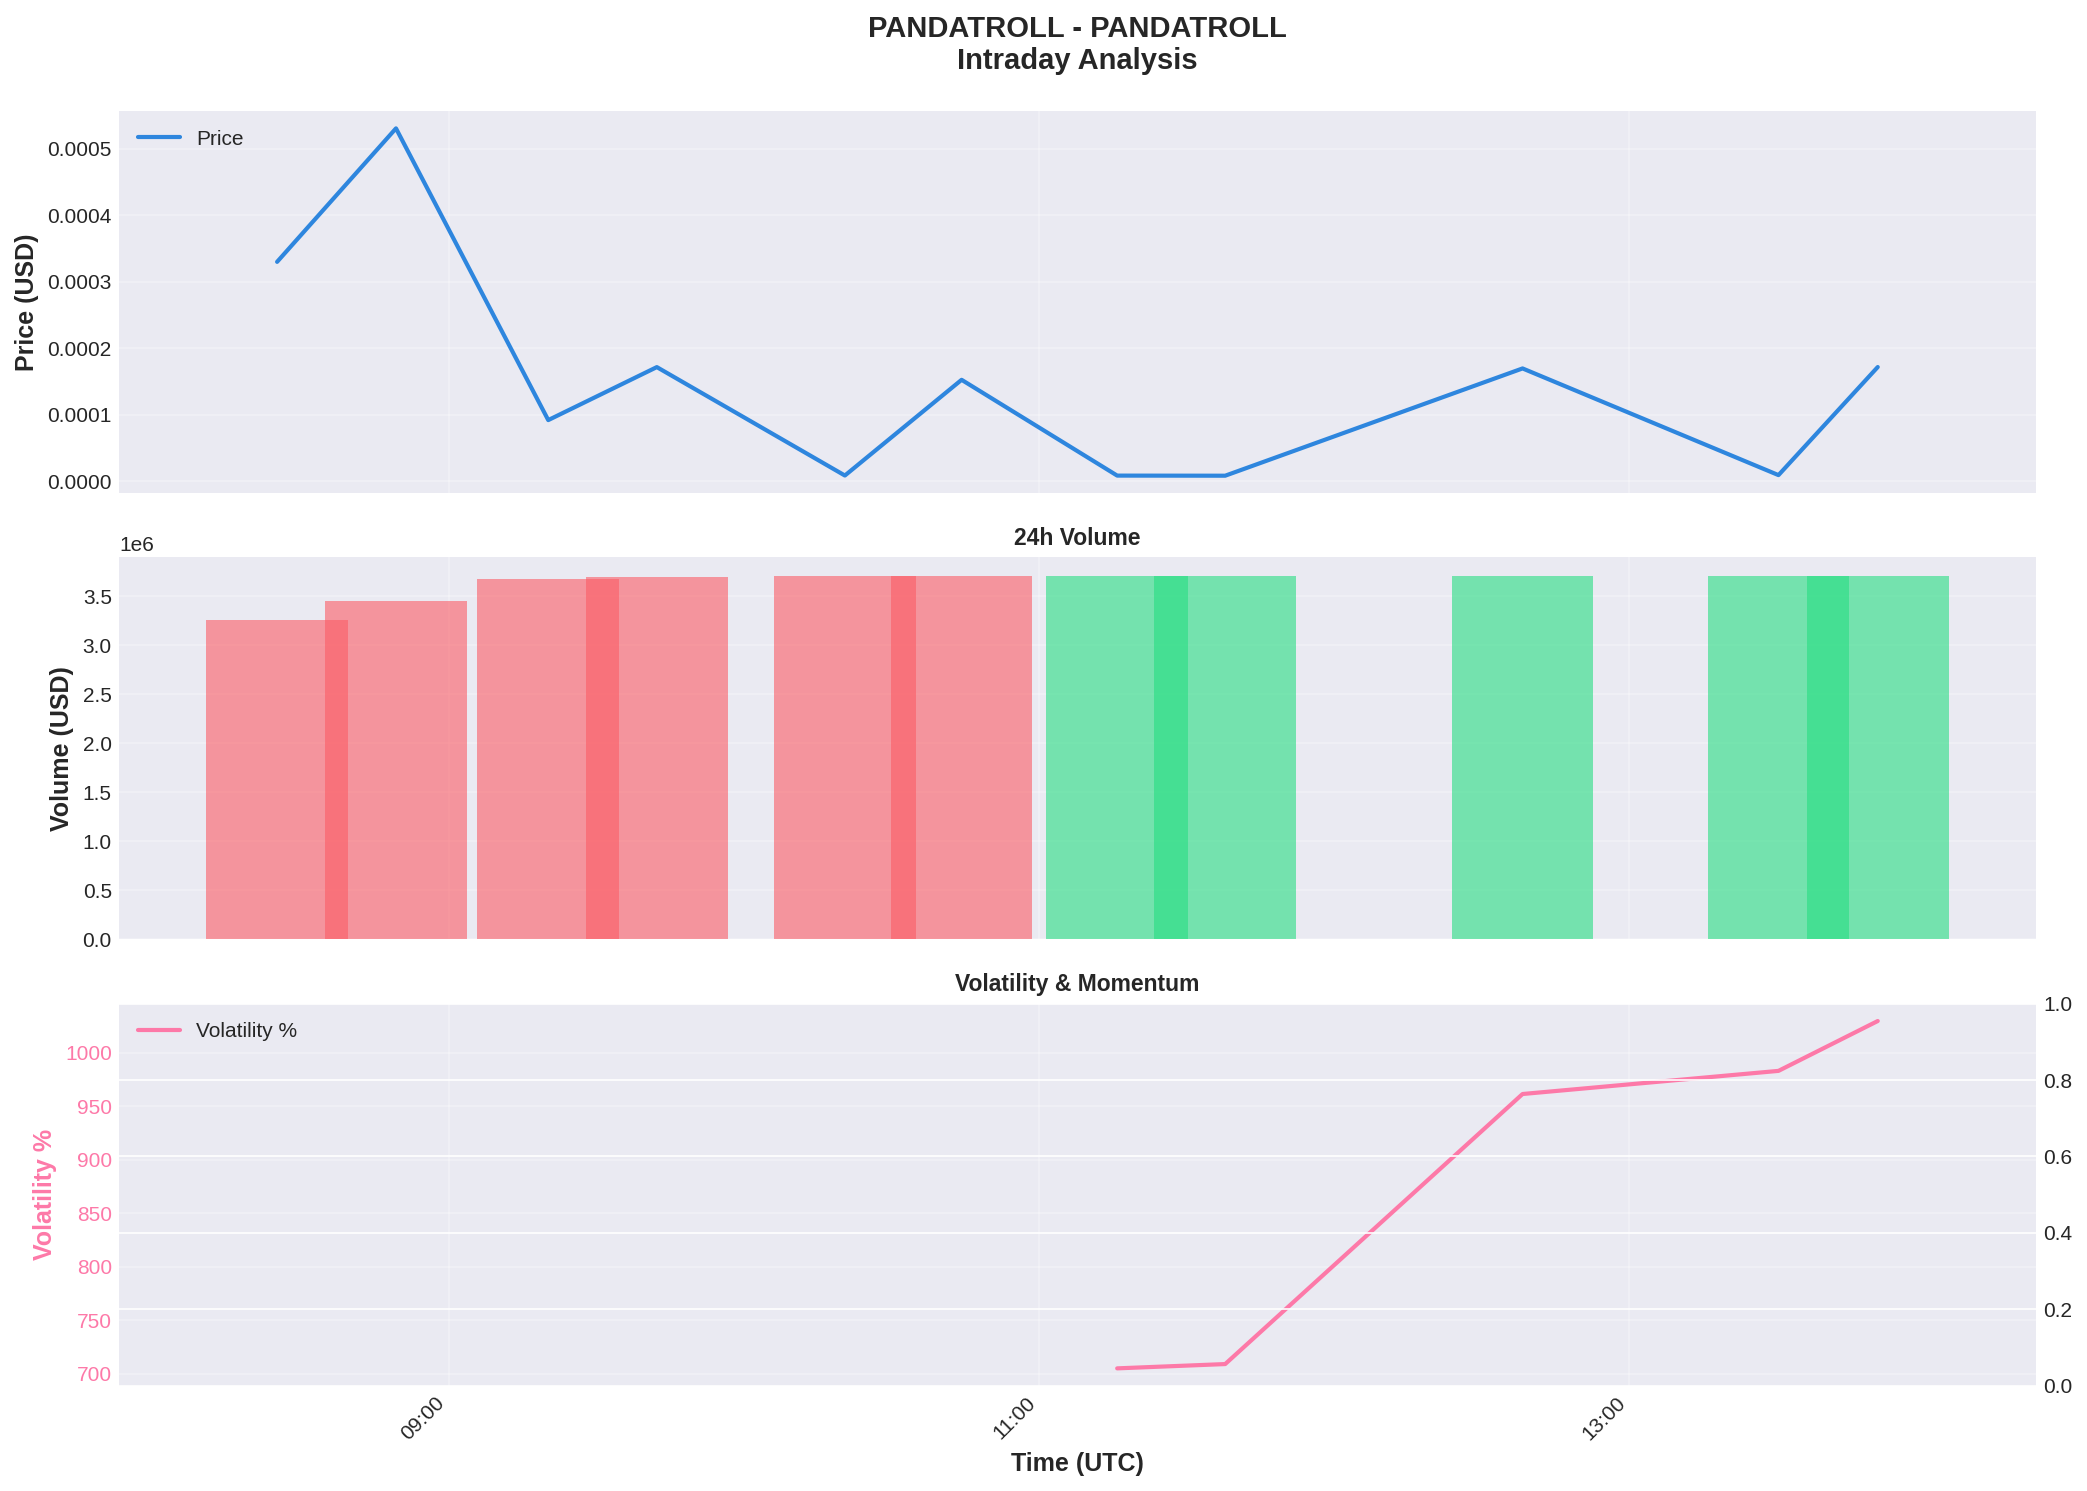 PANDATROLL - PANDATROLL
Intraday Analysis
Price
0.0005
0.0004
0.0003
0.0002
0.0001
0.0000
Price (USD)
24h Volume
1e6
3.5
3.0
2.5
2.0
1.5
1.0
0.5
0.0
Volume (USD)
Volatility & Momentum
Volatility %
1000
950
900
850
800
750
700
Volatility %
1.0
0.8
0.6
0.4
0.2
0.0
09:00
11:00
13:00
Time (UTC)